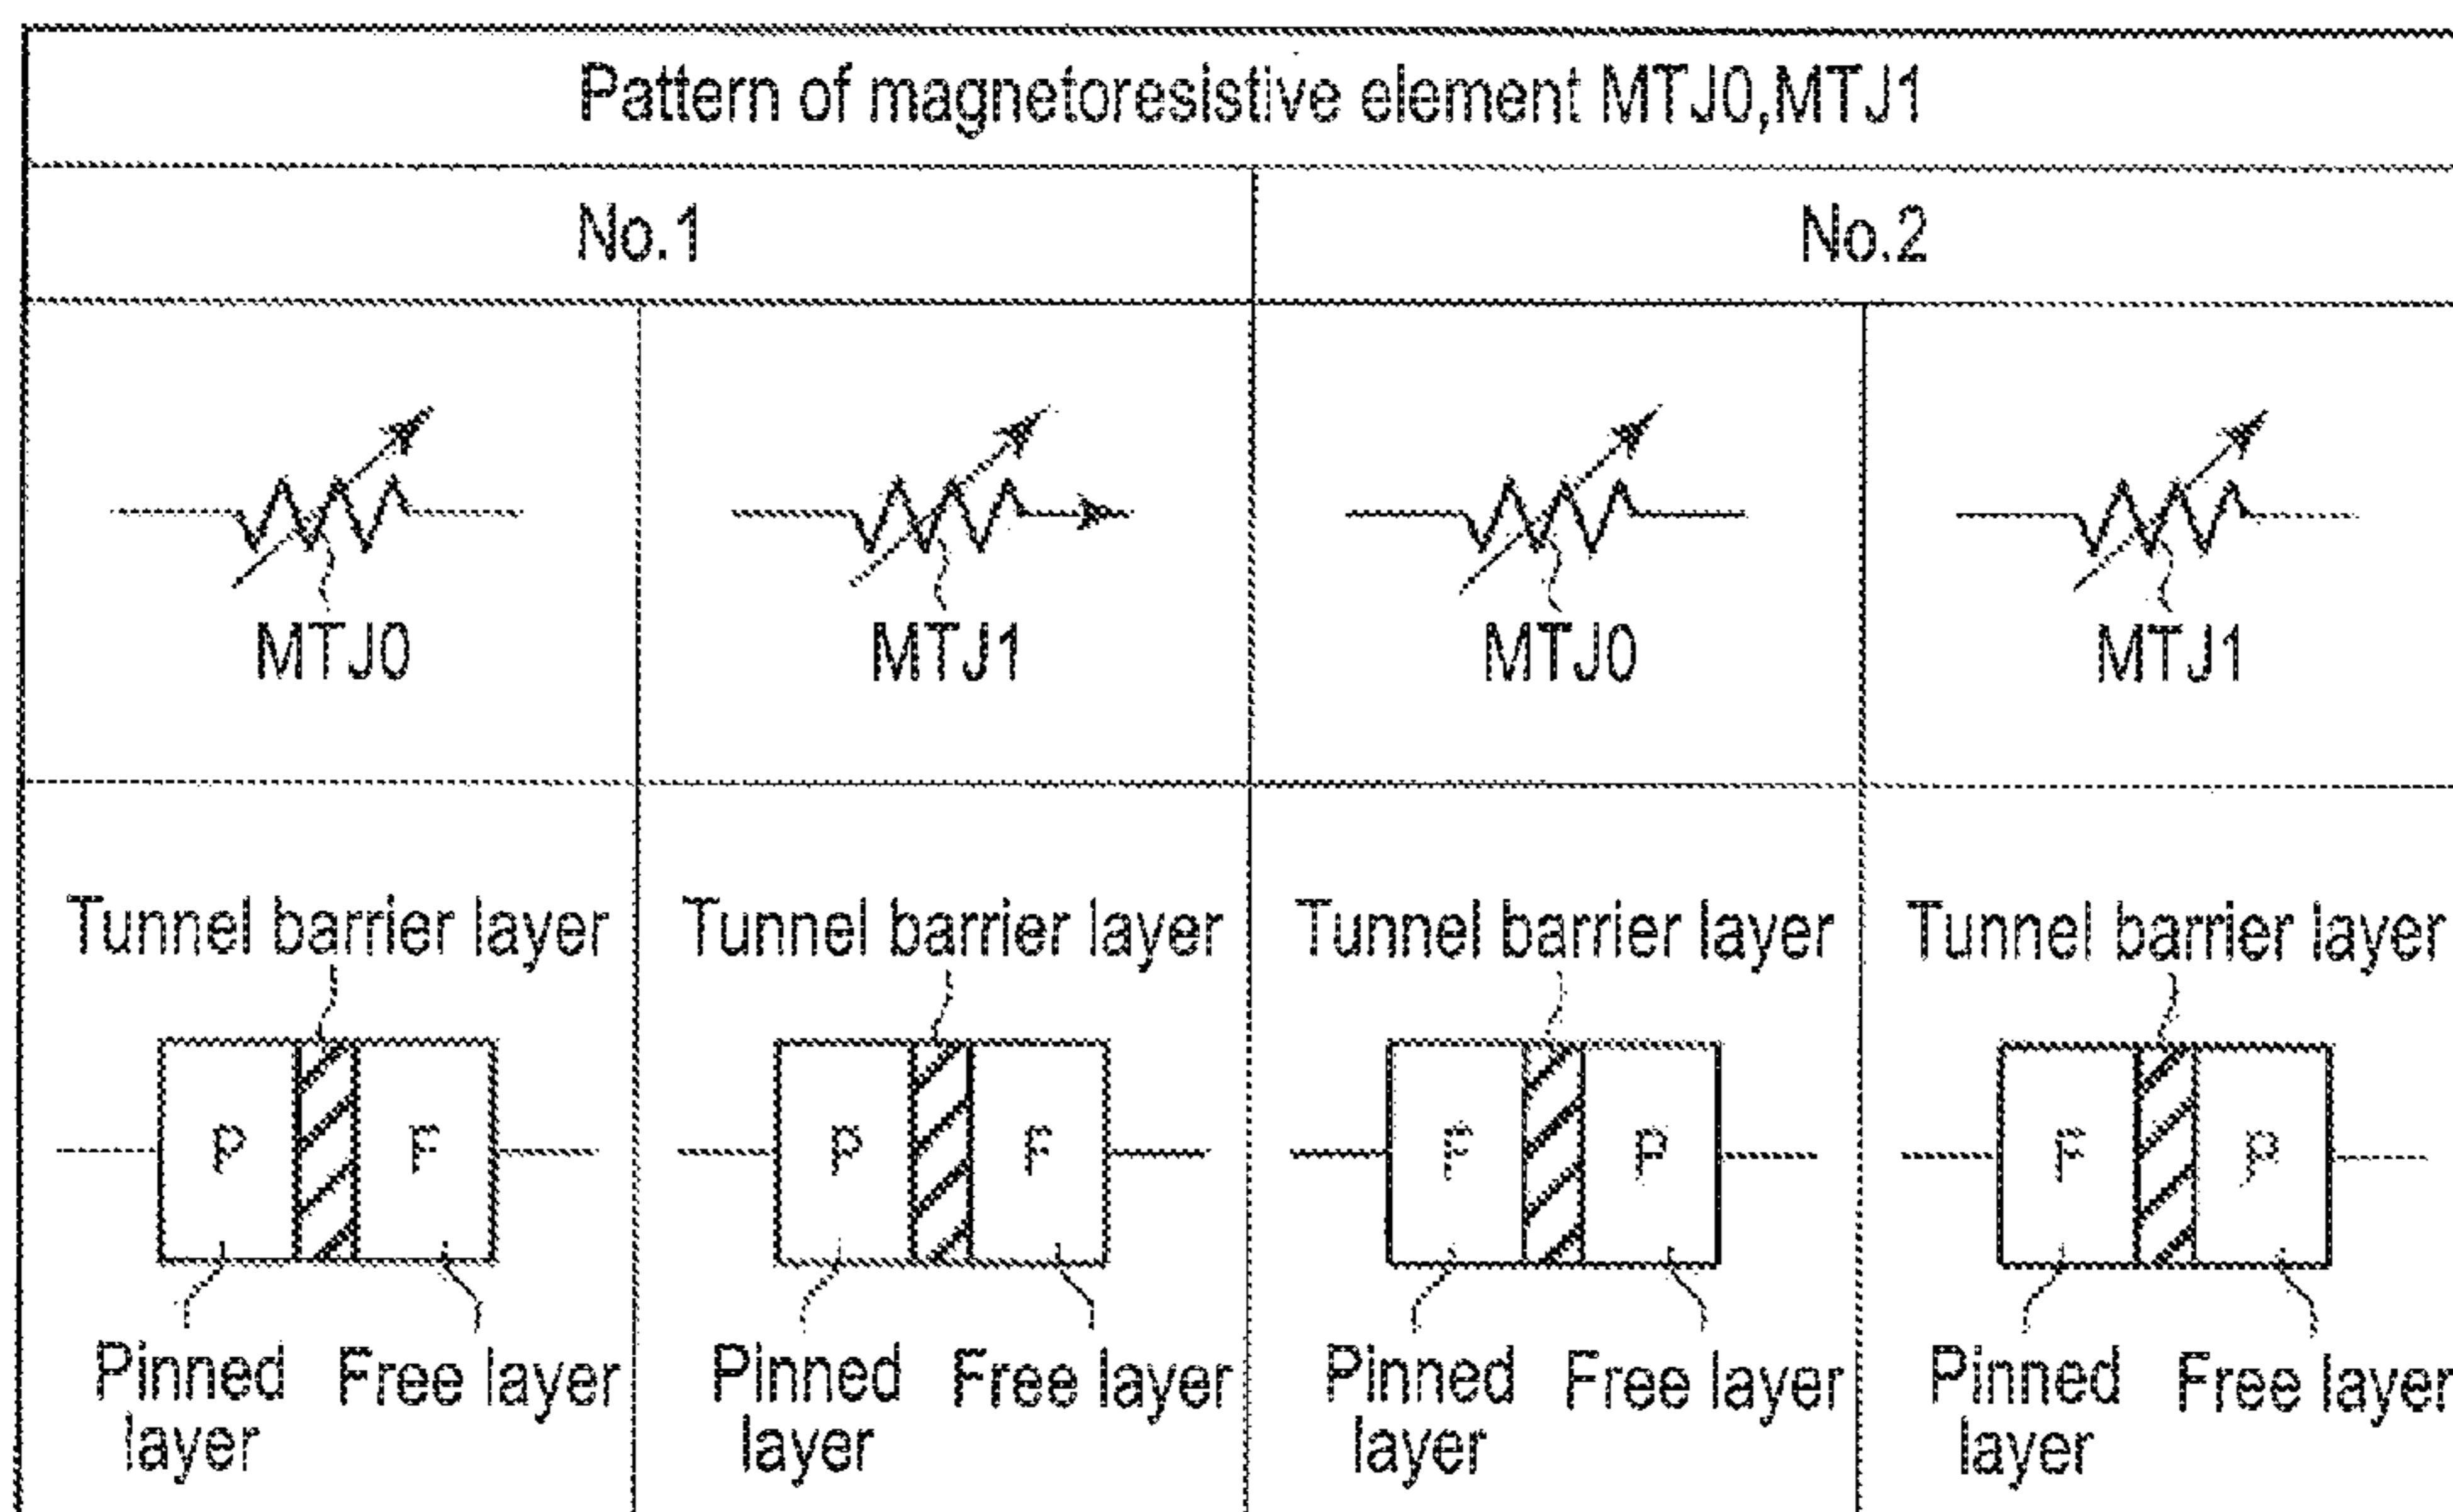 Pattern of magnetoresistive element MTJ0,MTJ1
No.1 No.2
MTJ0 MTJ1 MTJ0 MTJ1
Tunnel barrier layer Tunnel barrier layer Tunnel barrier layer Tunnel barrier layer
P F P F F P F P
Pinned Free layer Pinned Free layer Pinned Free layer Pinned Free layer
layer layer layer layer